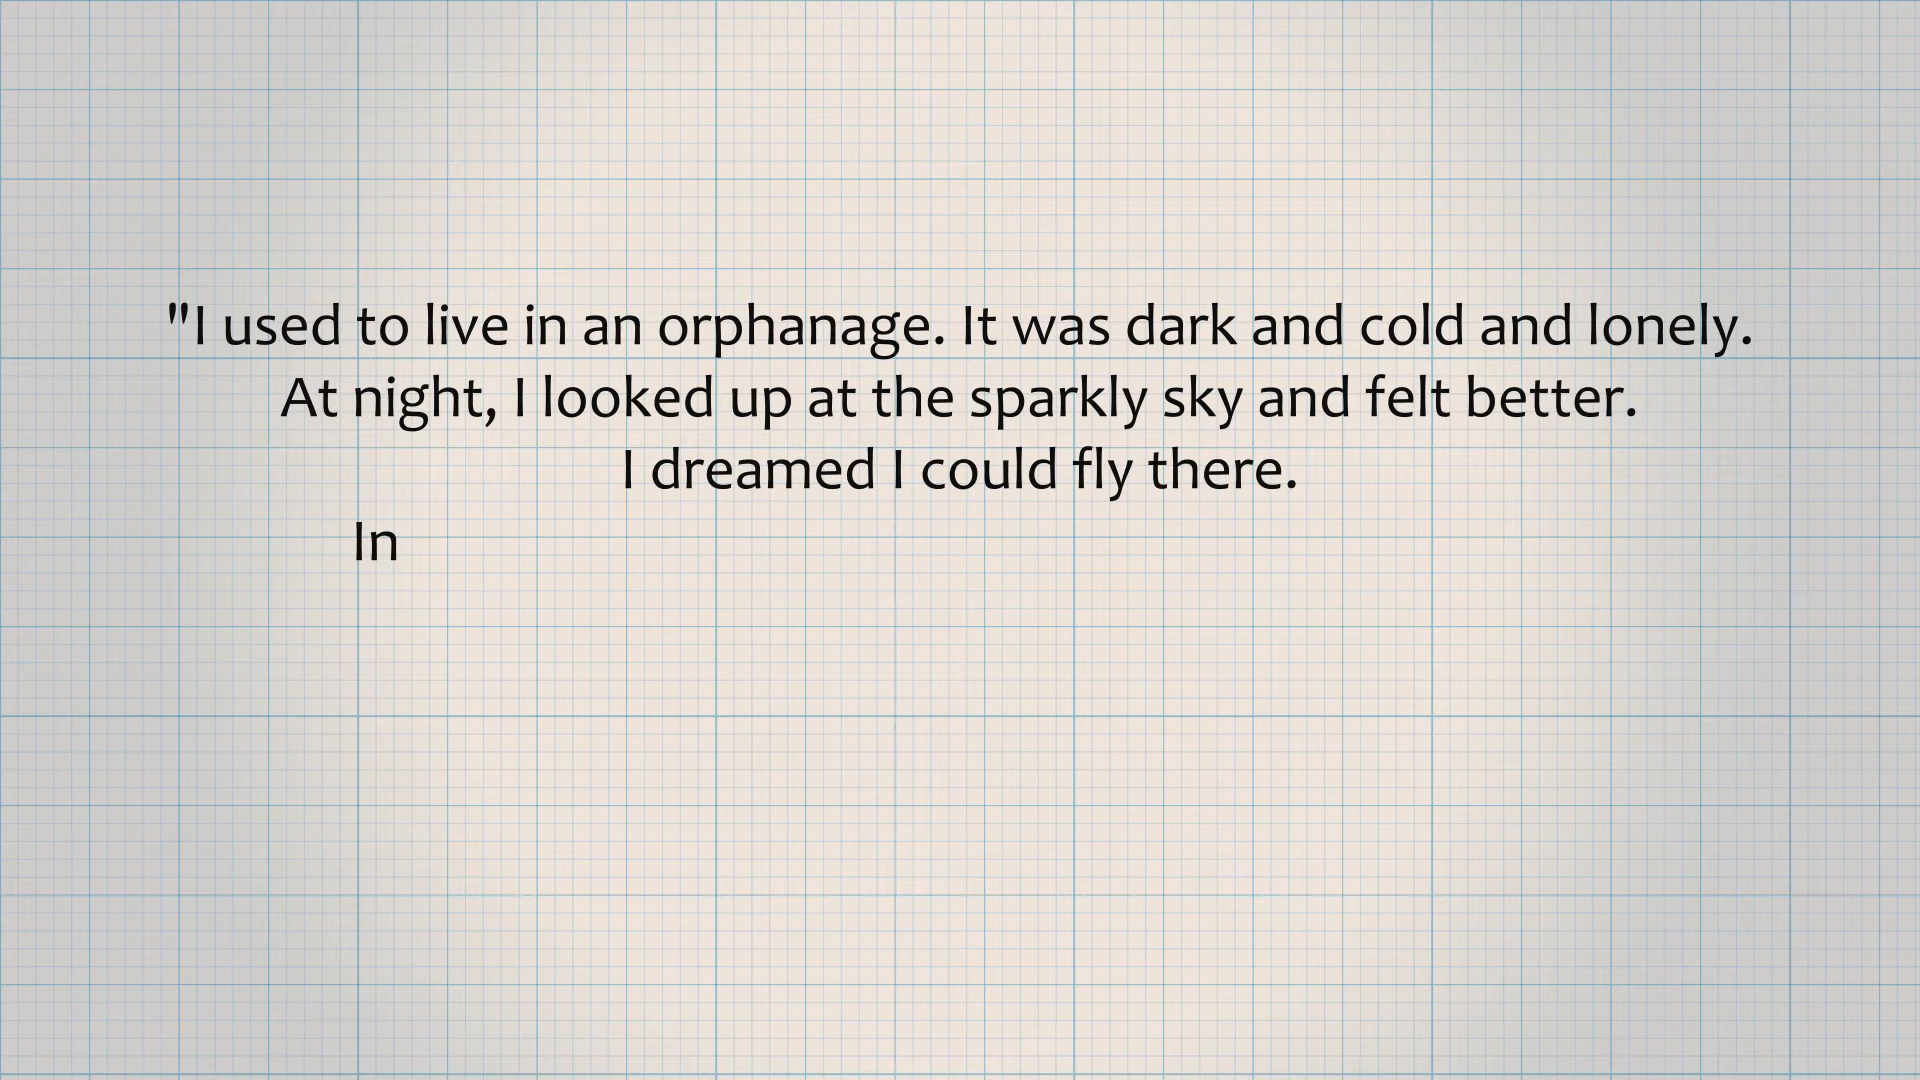 "I used to live in an orphanage. It was dark and cold and lonely.
At night, I looked up at the sparkly sky and felt better.
I dreamed I could fly there.
In